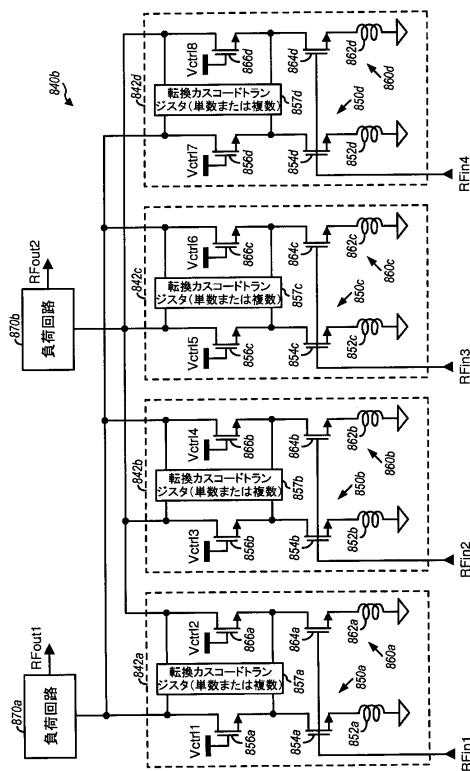 840b
870a
負荷回路
RFout1
870b
負荷回路
RFout2
842a
Vctrl1
Vctrl2
856a
866a
転換カスコードトラン
ジスタ(単数または複数)
857a
854a
864a
850a
852a
862a
860a
RFin1
842b
Vctrl3
Vctrl4
856b
866b
転換カスコードトラン
ジスタ(単数または複数)
857b
854b
864b
850b
852b
862b
860b
RFin2
842c
Vctrl5
Vctrl6
856c
866c
転換カスコードトラン
ジスタ(単数または複数)
857c
854c
864c
850c
852c
862c
860c
RFin3
842d
Vctrl7
Vctrl8
856d
866d
転換カスコードトラン
ジスタ(単数または複数)
857d
854d
864d
850d
852d
862d
860d
RFin4